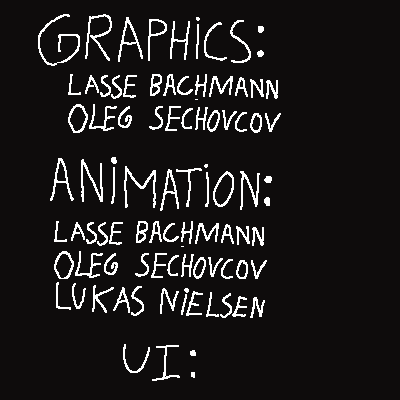 GRAPHiCS:
LASSE BACHMANN
OLEG SECHOVCOV
ANiMATiON:
LASSE BACHMANN
OLEG SECHOVCOV
LUKAS NiELSEN
UI: